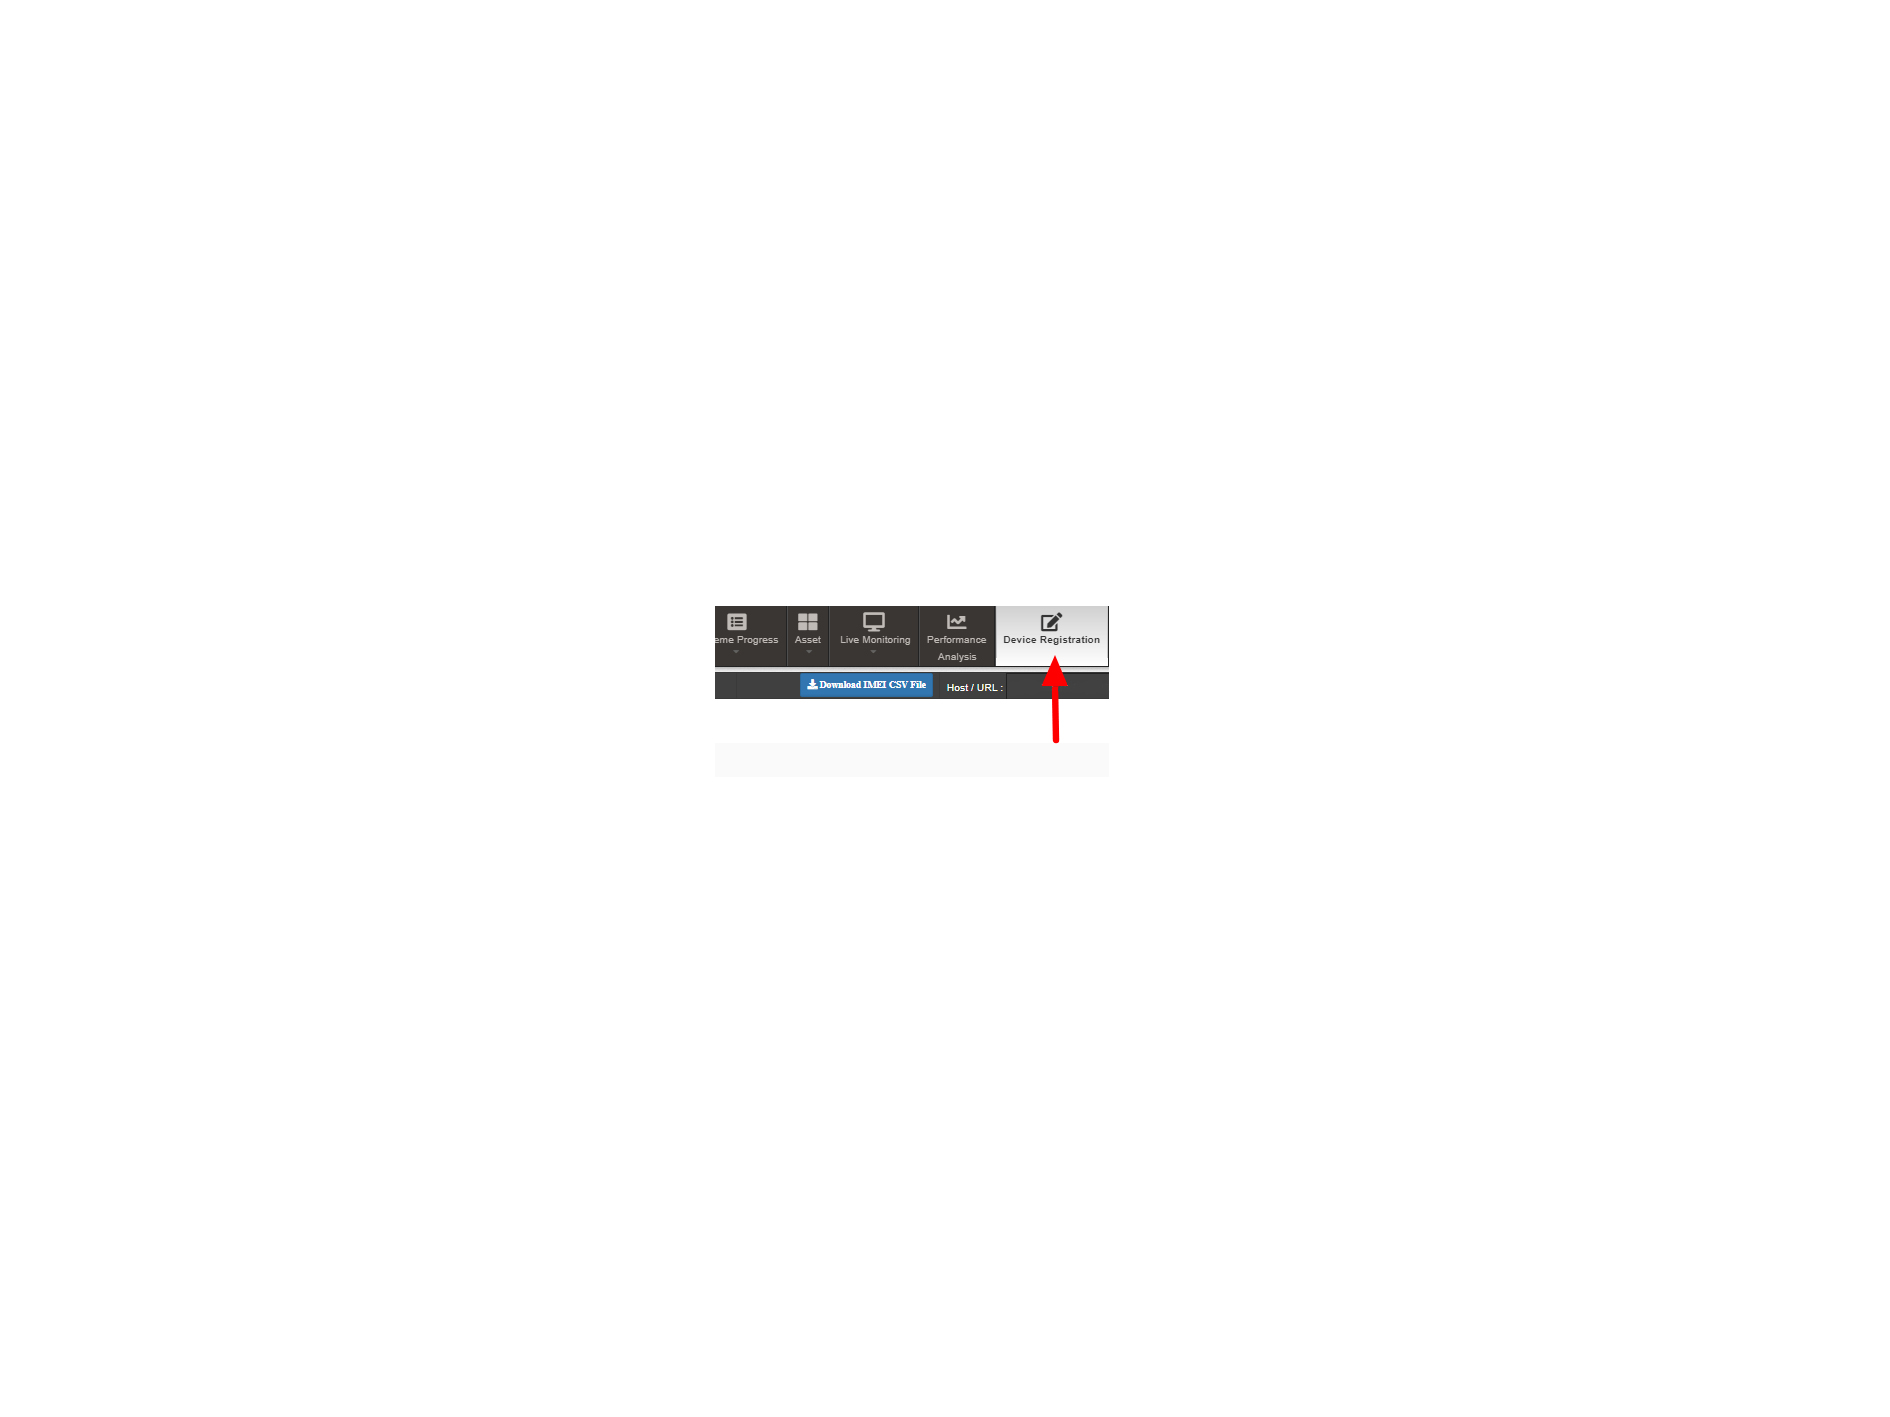 eme Progress
Asset
Live Monitoring
Performance
Analysis
Device Registration
Download IMEI CSV File
Host / URL :